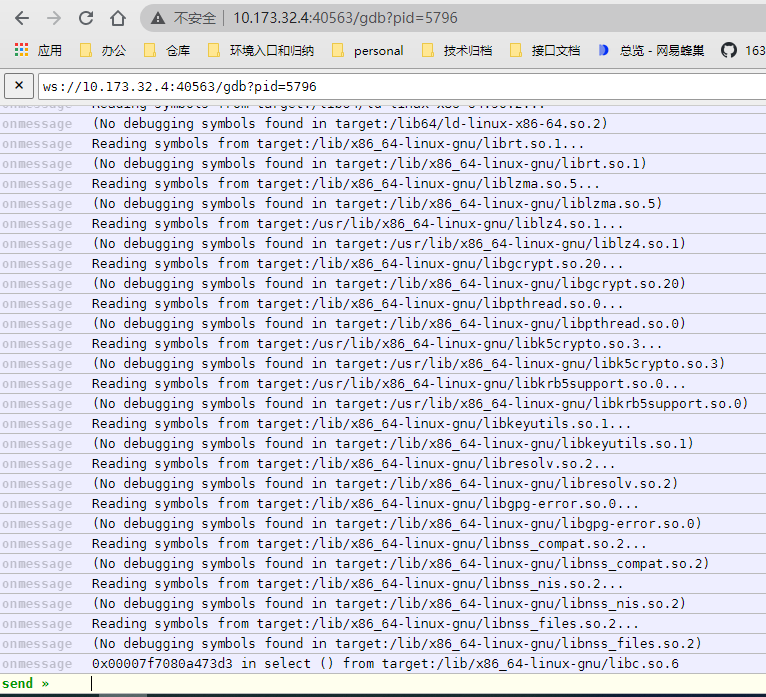 不安全 10.173.32.4:40563/gdb?pid=5796
应用 办公 仓库 环境入口和归纳 personal 技术归档 接口文档 总览 - 网易蜂巢 163
× ws://10.173.32.4:40563/gdb?pid=5796
onmessage Reading symbols from target:/lib64/ld-linux-x86-64.so.2...
onmessage (No debugging symbols found in target:/lib64/ld-linux-x86-64.so.2)
onmessage Reading symbols from target:/lib/x86_64-linux-gnu/librt.so.1...
onmessage (No debugging symbols found in target:/lib/x86_64-linux-gnu/librt.so.1)
onmessage Reading symbols from target:/lib/x86_64-linux-gnu/liblzma.so.5...
onmessage (No debugging symbols found in target:/lib/x86_64-linux-gnu/liblzma.so.5)
onmessage Reading symbols from target:/usr/lib/x86_64-linux-gnu/liblz4.so.1...
onmessage (No debugging symbols found in target:/usr/lib/x86_64-linux-gnu/liblz4.so.1)
onmessage Reading symbols from target:/lib/x86_64-linux-gnu/libgcrypt.so.20...
onmessage (No debugging symbols found in target:/lib/x86_64-linux-gnu/libgcrypt.so.20)
onmessage Reading symbols from target:/lib/x86_64-linux-gnu/libpthread.so.0...
onmessage (No debugging symbols found in target:/lib/x86_64-linux-gnu/libpthread.so.0)
onmessage Reading symbols from target:/usr/lib/x86_64-linux-gnu/libk5crypto.so.3...
onmessage (No debugging symbols found in target:/usr/lib/x86_64-linux-gnu/libk5crypto.so.3)
onmessage Reading symbols from target:/usr/lib/x86_64-linux-gnu/libkrb5support.so.0...
onmessage (No debugging symbols found in target:/usr/lib/x86_64-linux-gnu/libkrb5support.so.0)
onmessage Reading symbols from target:/lib/x86_64-linux-gnu/libkeyutils.so.1...
onmessage (No debugging symbols found in target:/lib/x86_64-linux-gnu/libkeyutils.so.1)
onmessage Reading symbols from target:/lib/x86_64-linux-gnu/libresolv.so.2...
onmessage (No debugging symbols found in target:/lib/x86_64-linux-gnu/libresolv.so.2)
onmessage Reading symbols from target:/lib/x86_64-linux-gnu/libgpg-error.so.0...
onmessage (No debugging symbols found in target:/lib/x86_64-linux-gnu/libgpg-error.so.0)
onmessage Reading symbols from target:/lib/x86_64-linux-gnu/libnss_compat.so.2...
onmessage (No debugging symbols found in target:/lib/x86_64-linux-gnu/libnss_compat.so.2)
onmessage Reading symbols from target:/lib/x86_64-linux-gnu/libnss_nis.so.2...
onmessage (No debugging symbols found in target:/lib/x86_64-linux-gnu/libnss_nis.so.2)
onmessage Reading symbols from target:/lib/x86_64-linux-gnu/libnss_files.so.2...
onmessage (No debugging symbols found in target:/lib/x86_64-linux-gnu/libnss_files.so.2)
onmessage 0x00007f7080a473d3 in select () from target:/lib/x86_64-linux-gnu/libc.so.6
send »